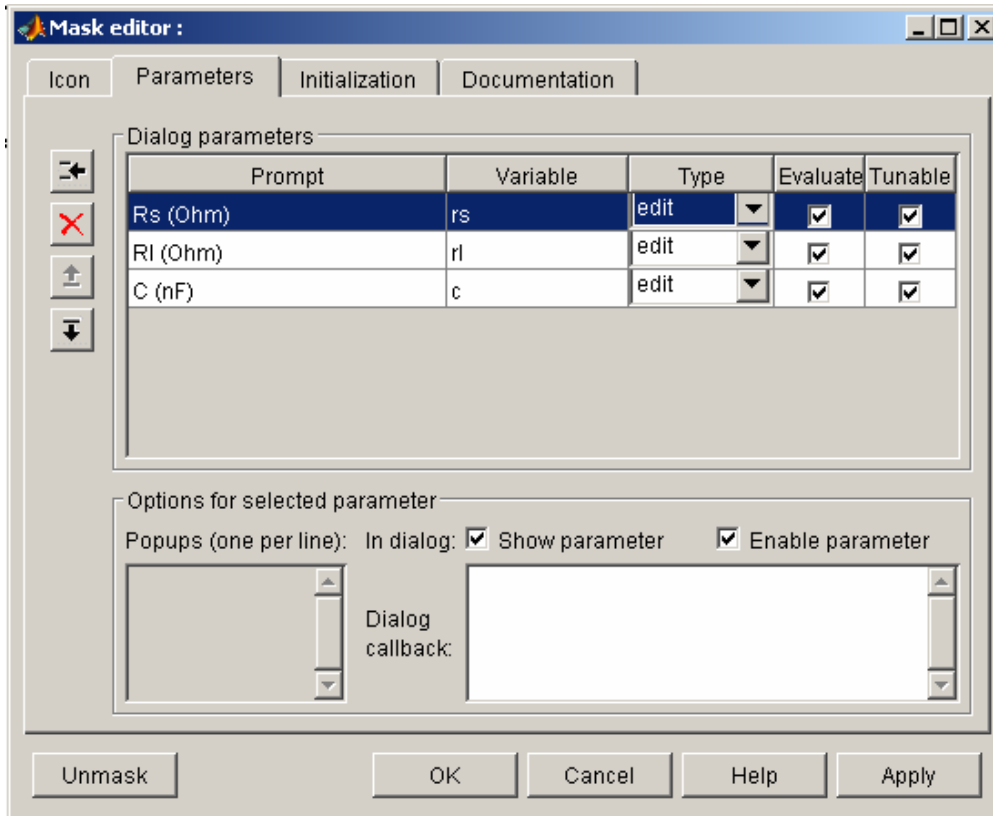 Mask editor :
Icon Parameters Initialization Documentation
Dialog parameters
Prompt Variable Type Evaluate Tunable
Rs (Ohm) rs edit
Rl (Ohm) rl edit
C (nF) c edit
Options for selected parameter
Popups (one per line): In dialog: Show parameter Enable parameter
Dialog
callback:
Unmask OK Cancel Help Apply